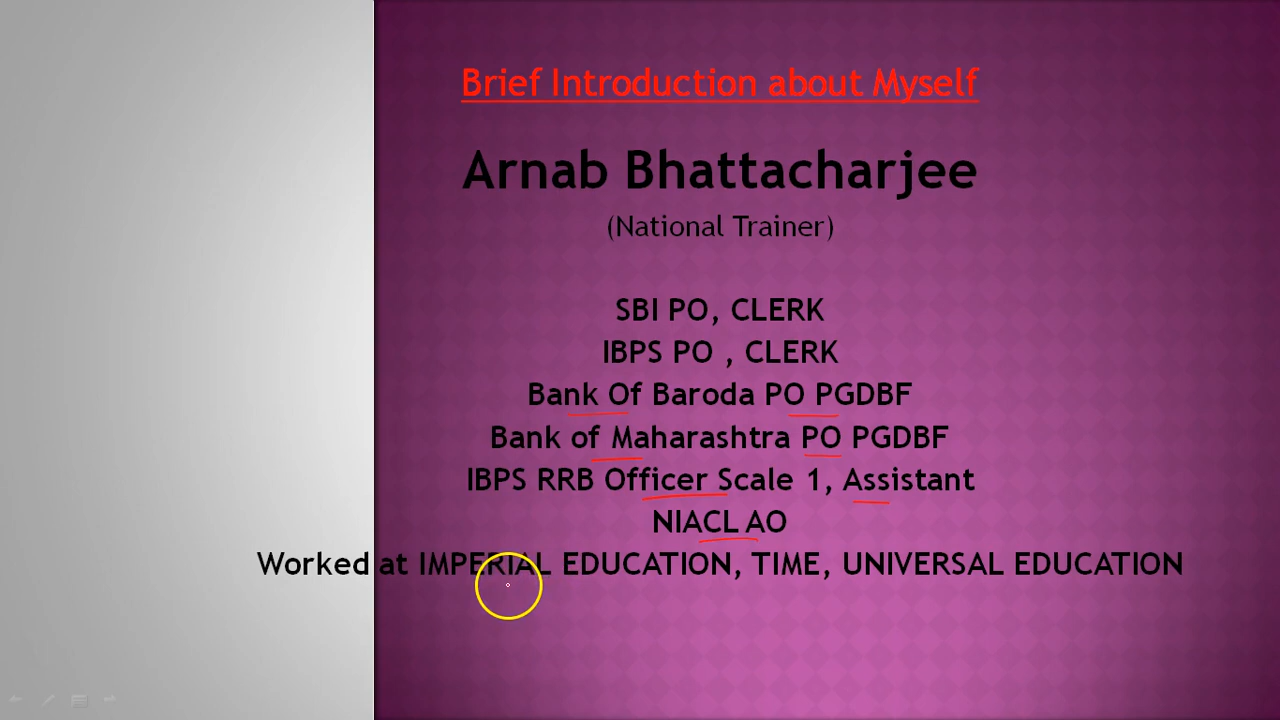 Brief Introduction about Myself
Arnab Bhattacharjee
(National Trainer)
SBI PO, CLERK
IBPS PO , CLERK
Bank Of Baroda PO PGDBF
Bank of Maharashtra PO PGDBF
IBPS RRB Officer Scale 1, Assistant
NIACL AO
Worked at IMPERIAL EDUCATION, TIME, UNIVERSAL EDUCATION